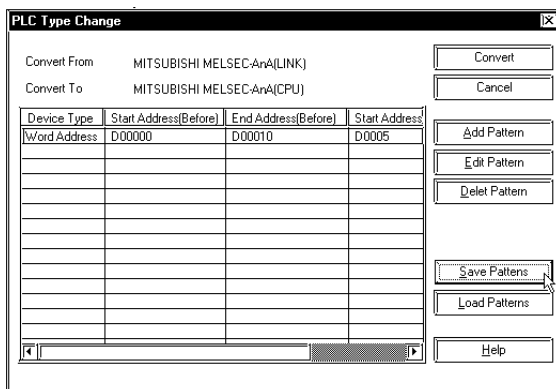 PLC Type Change
Convert From MITSUBISHI MELSEC-AnA(LINK)
Convert To MITSUBISHI MELSEC-AnA(CPU)
Device Type Start Address(Before) End Address(Before) Start Address
Word Address D00000 D00010 D0005
Convert
Cancel
Add Pattern
Edit Pattern
Delet Pattern
Save Pattens
Load Patterns
Help